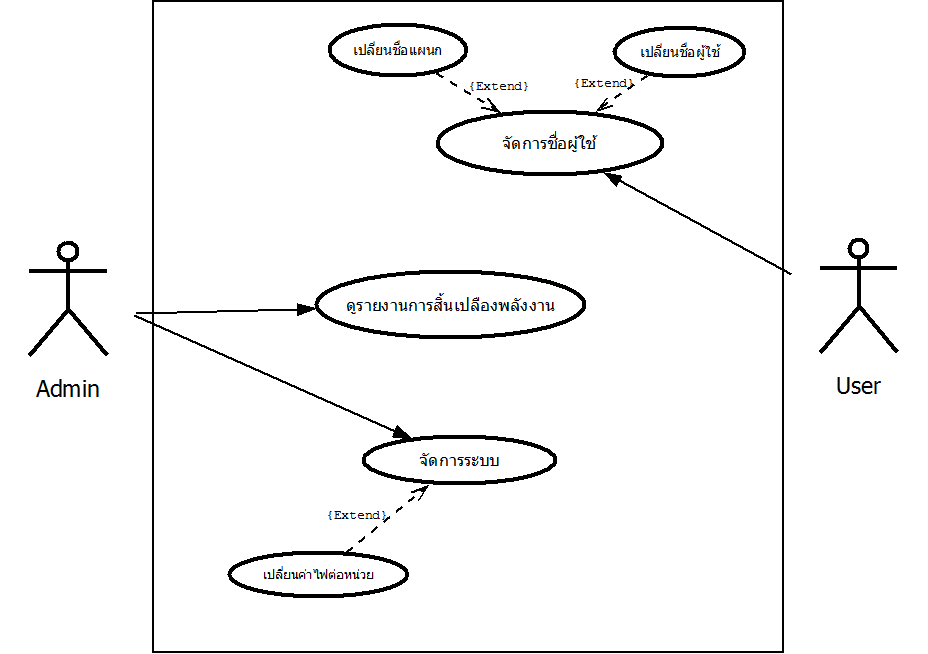 เปลี่ยนชื่อแผนก
เปลี่ยนชื่อผู้ใช้
{Extend}
{Extend}
จัดการชื่อผู้ใช้
ดูรายงานการสิ้นเปลืองพลังงาน
Admin
User
จัดการระบบ
{Extend}
เปลี่ยนค่าไฟต่อหน่วย